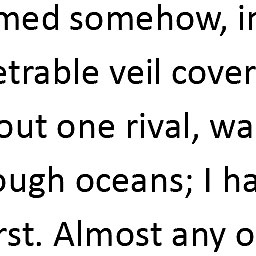 med somehow, in
etrable veil cover
out one rival, wa
ough oceans; I ha
rst. Almost any o